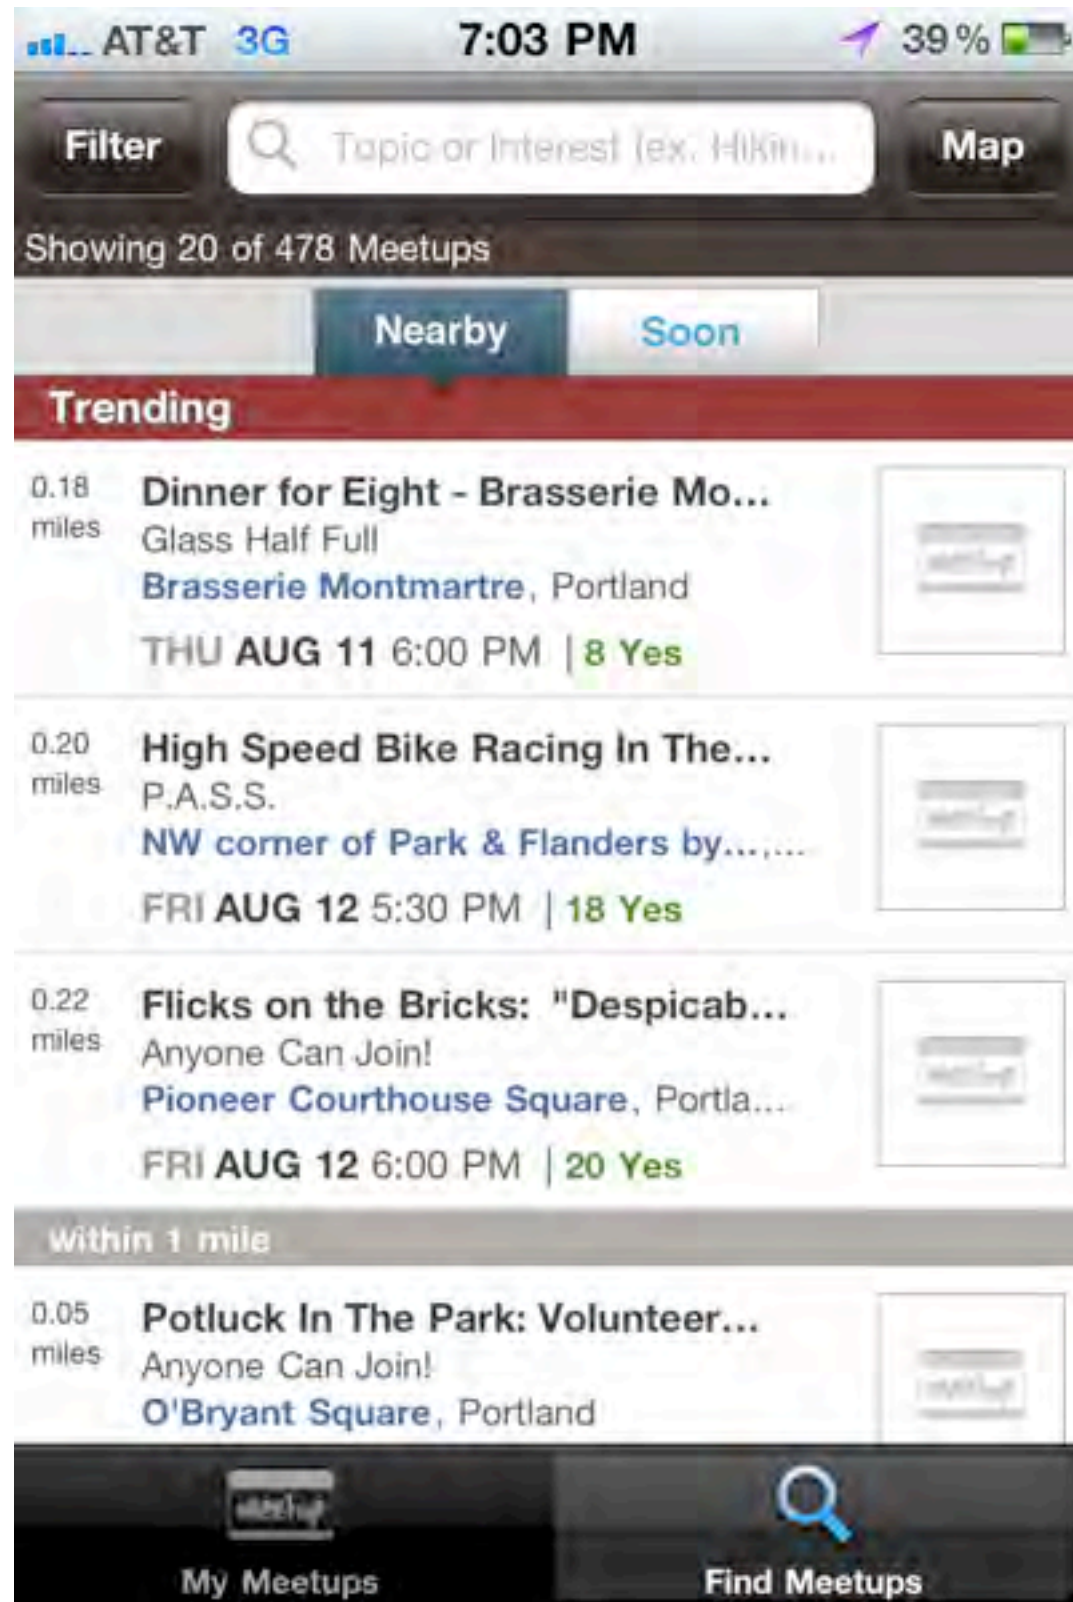 AT&T 3G 7:03 PM 39%
Filter Topic or Interest (ex. Hikin... Map
Showing 20 of 478 Meetups
Nearby Soon
Trending
0.18 miles
Dinner for Eight - Brasserie Mo...
Glass Half Full
Brasserie Montmartre, Portland
THU AUG 11 6:00 PM | 8 Yes
Meetup
0.20 miles
High Speed Bike Racing In The...
P.A.S.S.
NW corner of Park & Flanders by...,...
FRI AUG 12 5:30 PM | 18 Yes
Meetup
0.22 miles
Flicks on the Bricks: "Despicab...
Anyone Can Join!
Pioneer Courthouse Square, Portla...
FRI AUG 12 6:00 PM | 20 Yes
Meetup
Within 1 mile
0.05 miles
Potluck In The Park: Volunteer...
Anyone Can Join!
O'Bryant Square, Portland
Meetup
Meetup
My Meetups Find Meetups